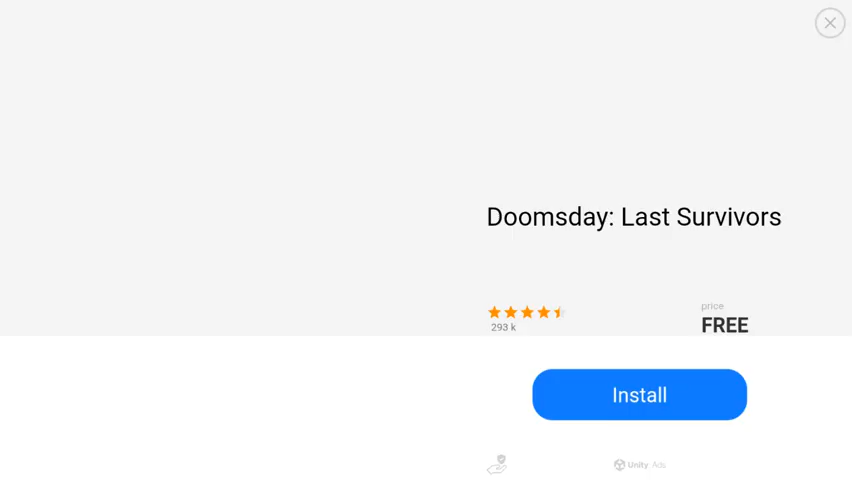 Doomsday: Last Survivors
293 k
price
FREE
Install
Unity Ads